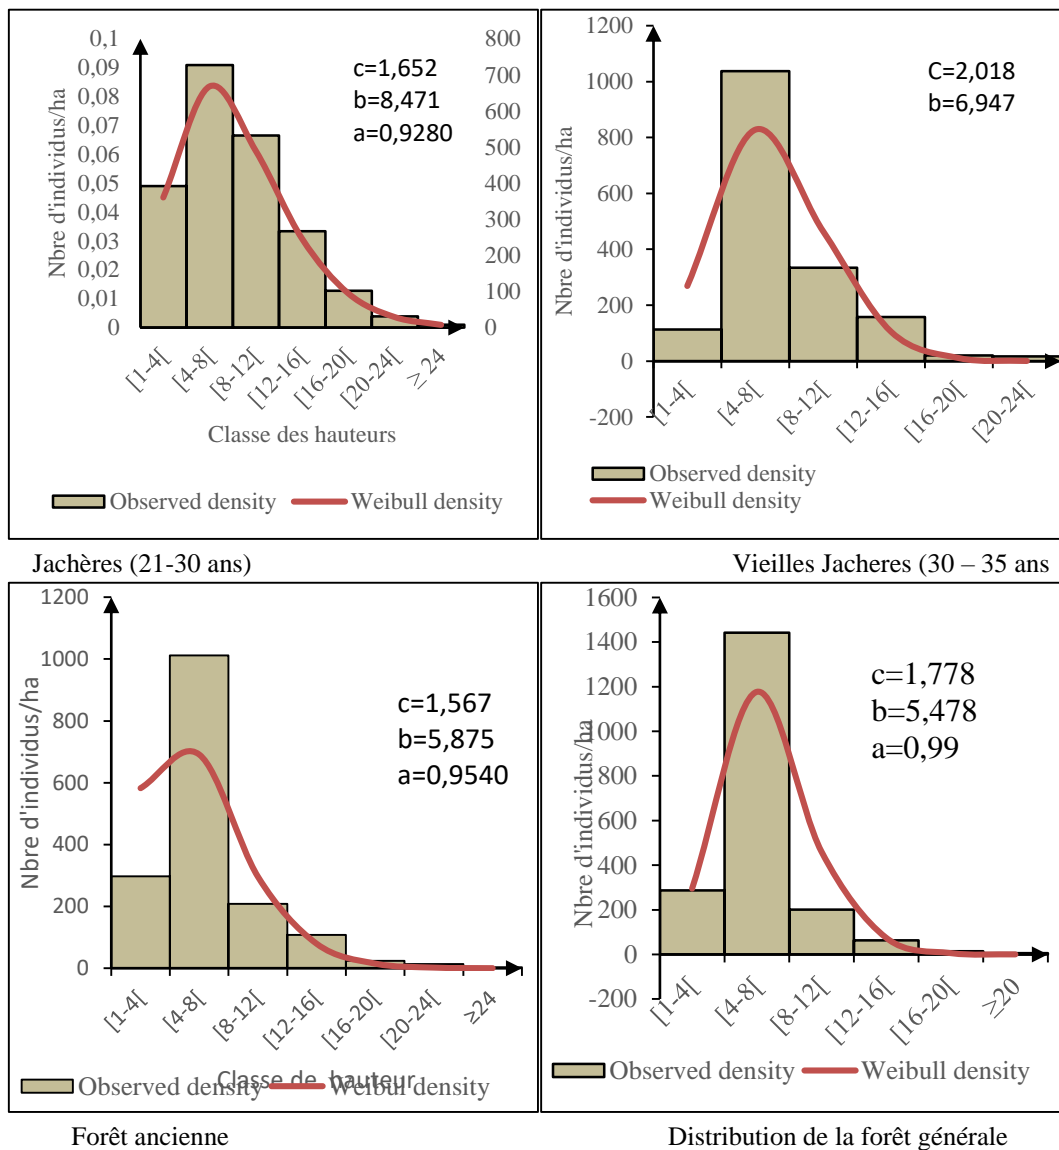 0,1
0,09
0,08
0,07
0,06
0,05
0,04
0,03
0,02
0,01
0
Nbre d'individus/ha
800
700
600
500
400
300
200
100
0
c=1,652
b=8,471
a=0,9280
[1-4[
[4-8[
[8-12[
[12-16[
[16-20[
[20-24[
≥ 24
Classe des hauteurs
Observed density
Weibull density
1200
1000
800
600
400
200
0
-200
Nbre d'individus/ha
C=2,018
b=6,947
[1-4[
[4-8[
[8-12[
[12-16[
[16-20[
[20-24[
Observed density
Weibull density
Jachères (21-30 ans)
Vieilles Jacheres (30 – 35 ans
1200
1000
800
600
400
200
0
Nbre d'individus/ha
c=1,567
b=5,875
a=0,9540
[1-4[
[4-8[
[8-12[
[12-16[
[16-20[
[20-24[
≥24
Classe de hauteur
Observed density
Weibull density
1600
1400
1200
1000
800
600
400
200
0
-200
Nbre d'individus/ha
c=1,778
b=5,478
a=0,99
[1-4[
[4-8[
[8-12[
[12-16[
[16-20[
≥20
Observed density
Weibull density
Forêt ancienne
Distribution de la forêt générale